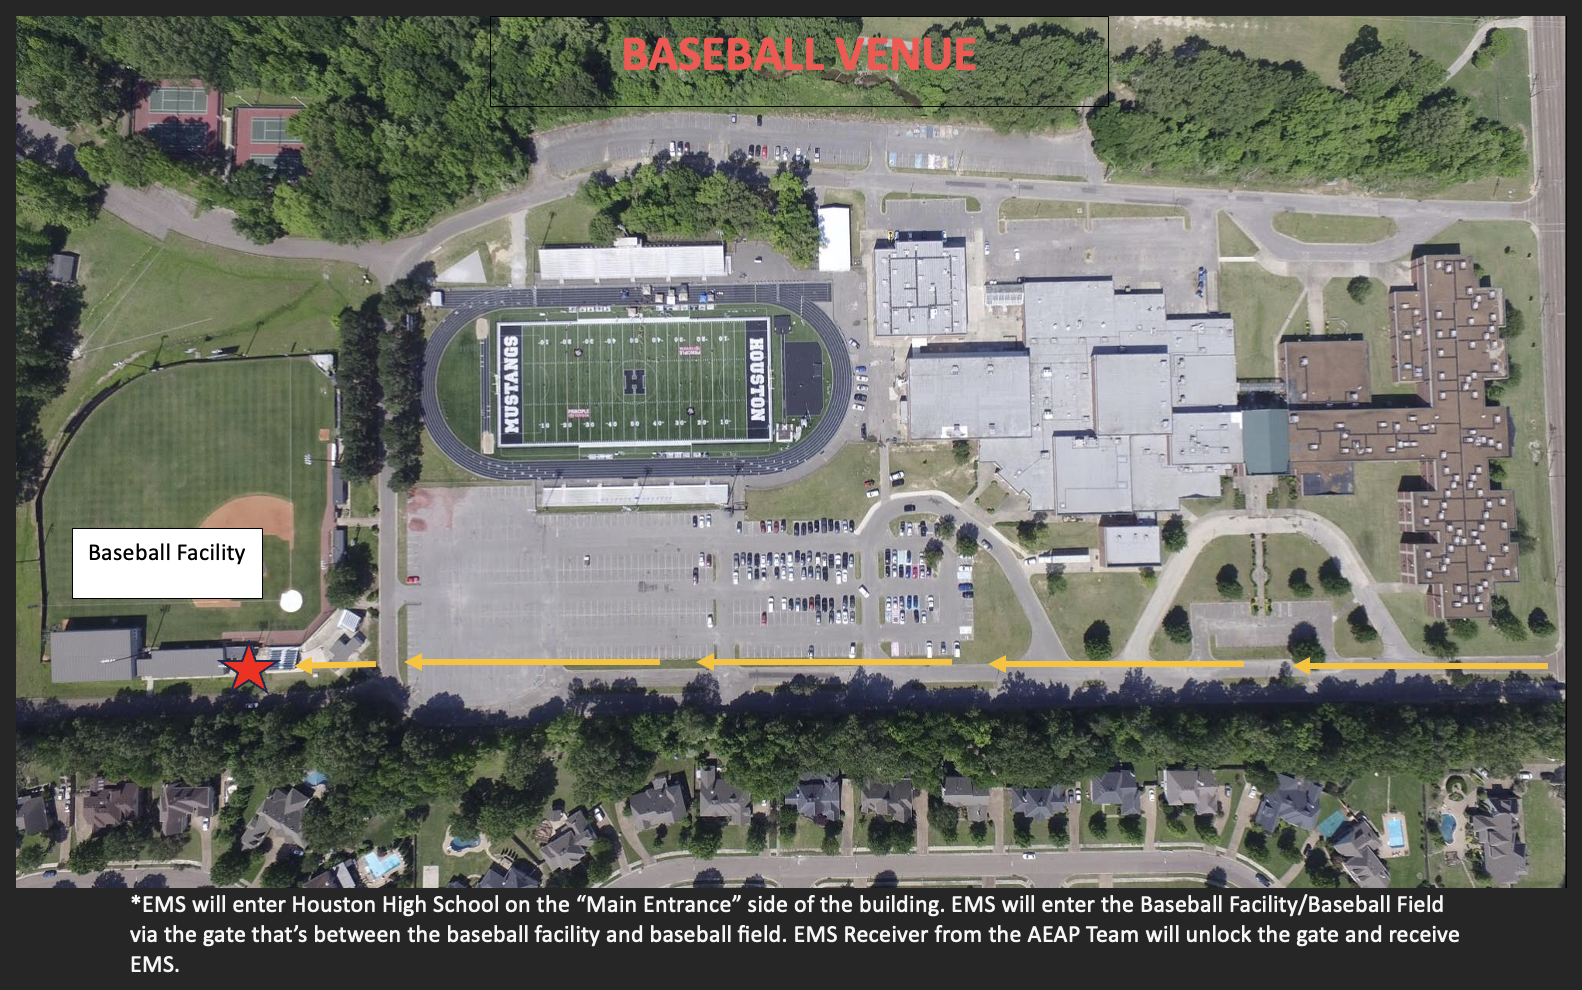 BASEBALL VENUE
MUSTANGS
H
HOUSTON
PRINCIPLE
PRINCIPLE
Baseball Facility
*EMS will enter Houston High School on the “Main Entrance” side of the building. EMS will enter the Baseball Facility/Baseball Field
via the gate that’s between the baseball facility and baseball field. EMS Receiver from the AEAP Team will unlock the gate and receive
EMS.